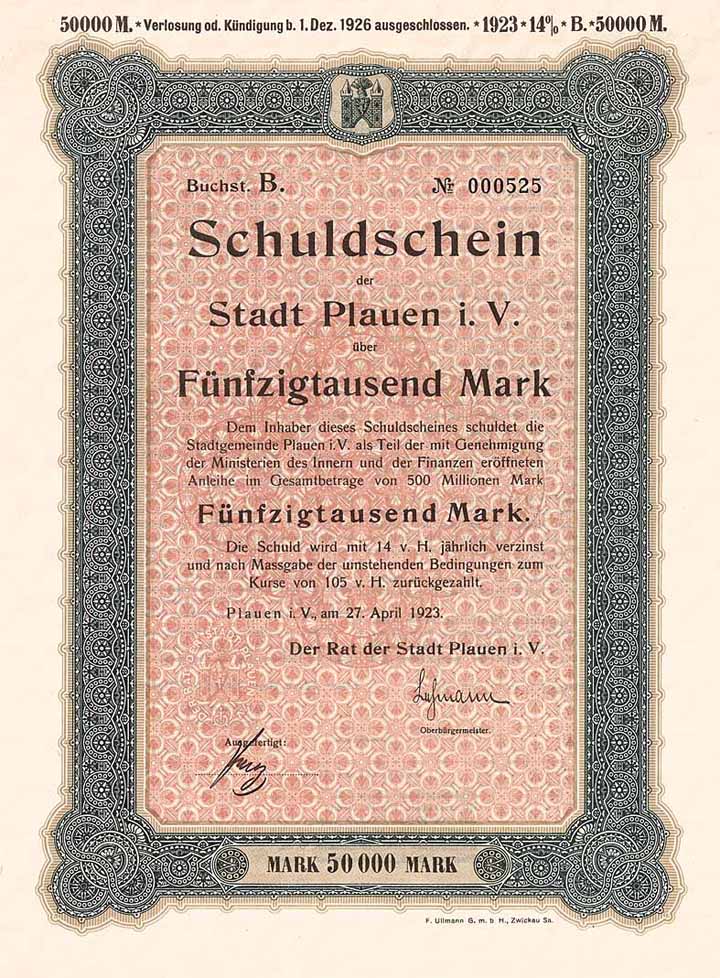 50000 M. * Verlosung od. Kündigung b. 1. Dez. 1926 ausgeschlossen. * 1923 * 14% * B. * 50000 M.
Buchst. B. № 000525
Schuldschein
der
Stadt Plauen i. V.
über
Fünfzigtausend Mark
Dem Inhaber dieses Schuldscheines schuldet die
Stadtgemeinde Plauen i.V. als Teil der mit Genehmigung
der Ministerien des Innern und der Finanzen eröffneten
Anleihe im Gesamtbetrage von 500 Millionen Mark
Fünfzigtausend Mark.
Die Schuld wird mit 14 v. H. jährlich verzinst
und nach Massgabe der umstehenden Bedingungen zum
Kurse von 105 v. H. zurückgezahlt.
Plauen i. V., am 27. April 1923.
Der Rat der Stadt Plauen i. V.
Oberbürgermeister.
Ausgefertigt:
MARK 50 000 MARK
F. Ullmann G. m. b H., Zwickau Sa.